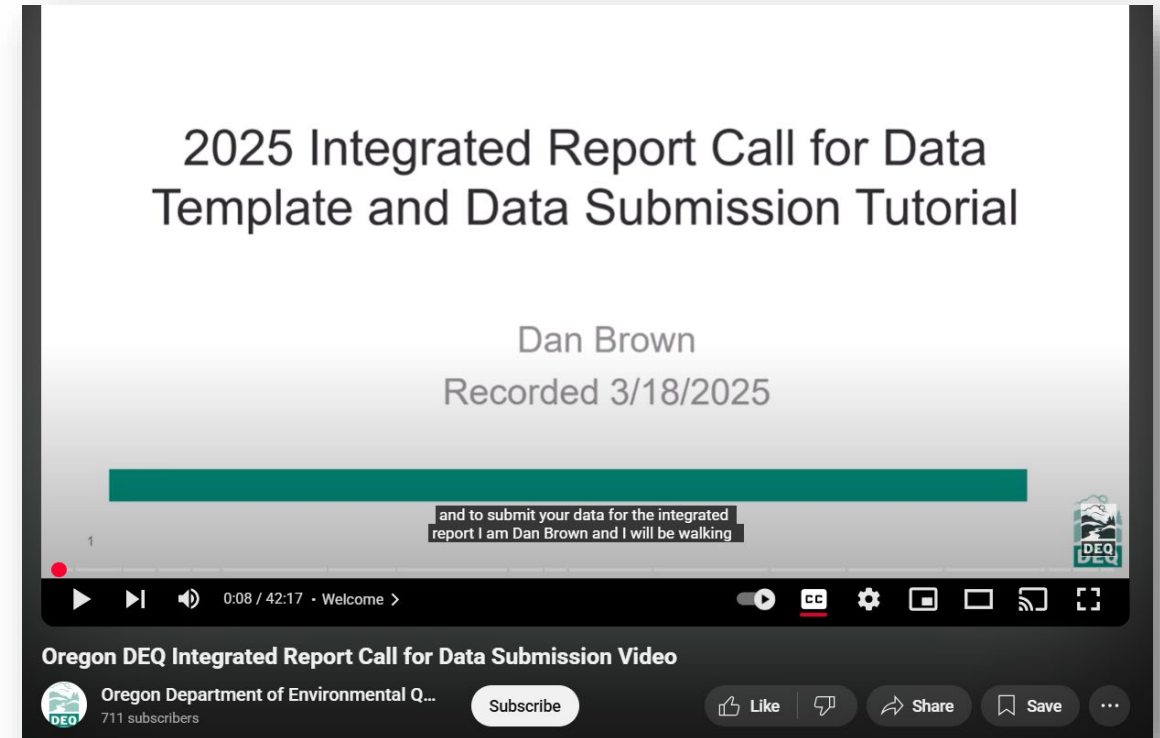 2025 Integrated Report Call for Data
Template and Data Submission Tutorial
Dan Brown
Recorded 3/18/2025
and to submit your data for the integrated
report I am Dan Brown and I will be walking
1
DEQ
DEQ
0:08 / 42:17 • Welcome >
CC
Oregon DEQ Integrated Report Call for Data Submission Video
DEQ
Oregon Department of Environmental Q...
711 subscribers
Subscribe
Like
Share
Save
...